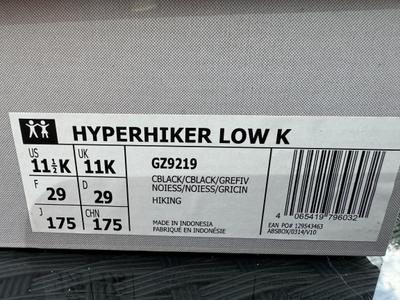 HYPERHIKER LOW K
US 11½K UK 11K
F 29 D 29
J 175 CHN 175
GZ9219
CBLACK/CBLACK/GREFIV
NOIESS/NOIESS/GRICIN
HIKING
MADE IN INDONESIA
FABRIQUÉ EN INDONÉSIE
4 065419 796032
EAN PO# 129543463
ABSBOX/0314/V10